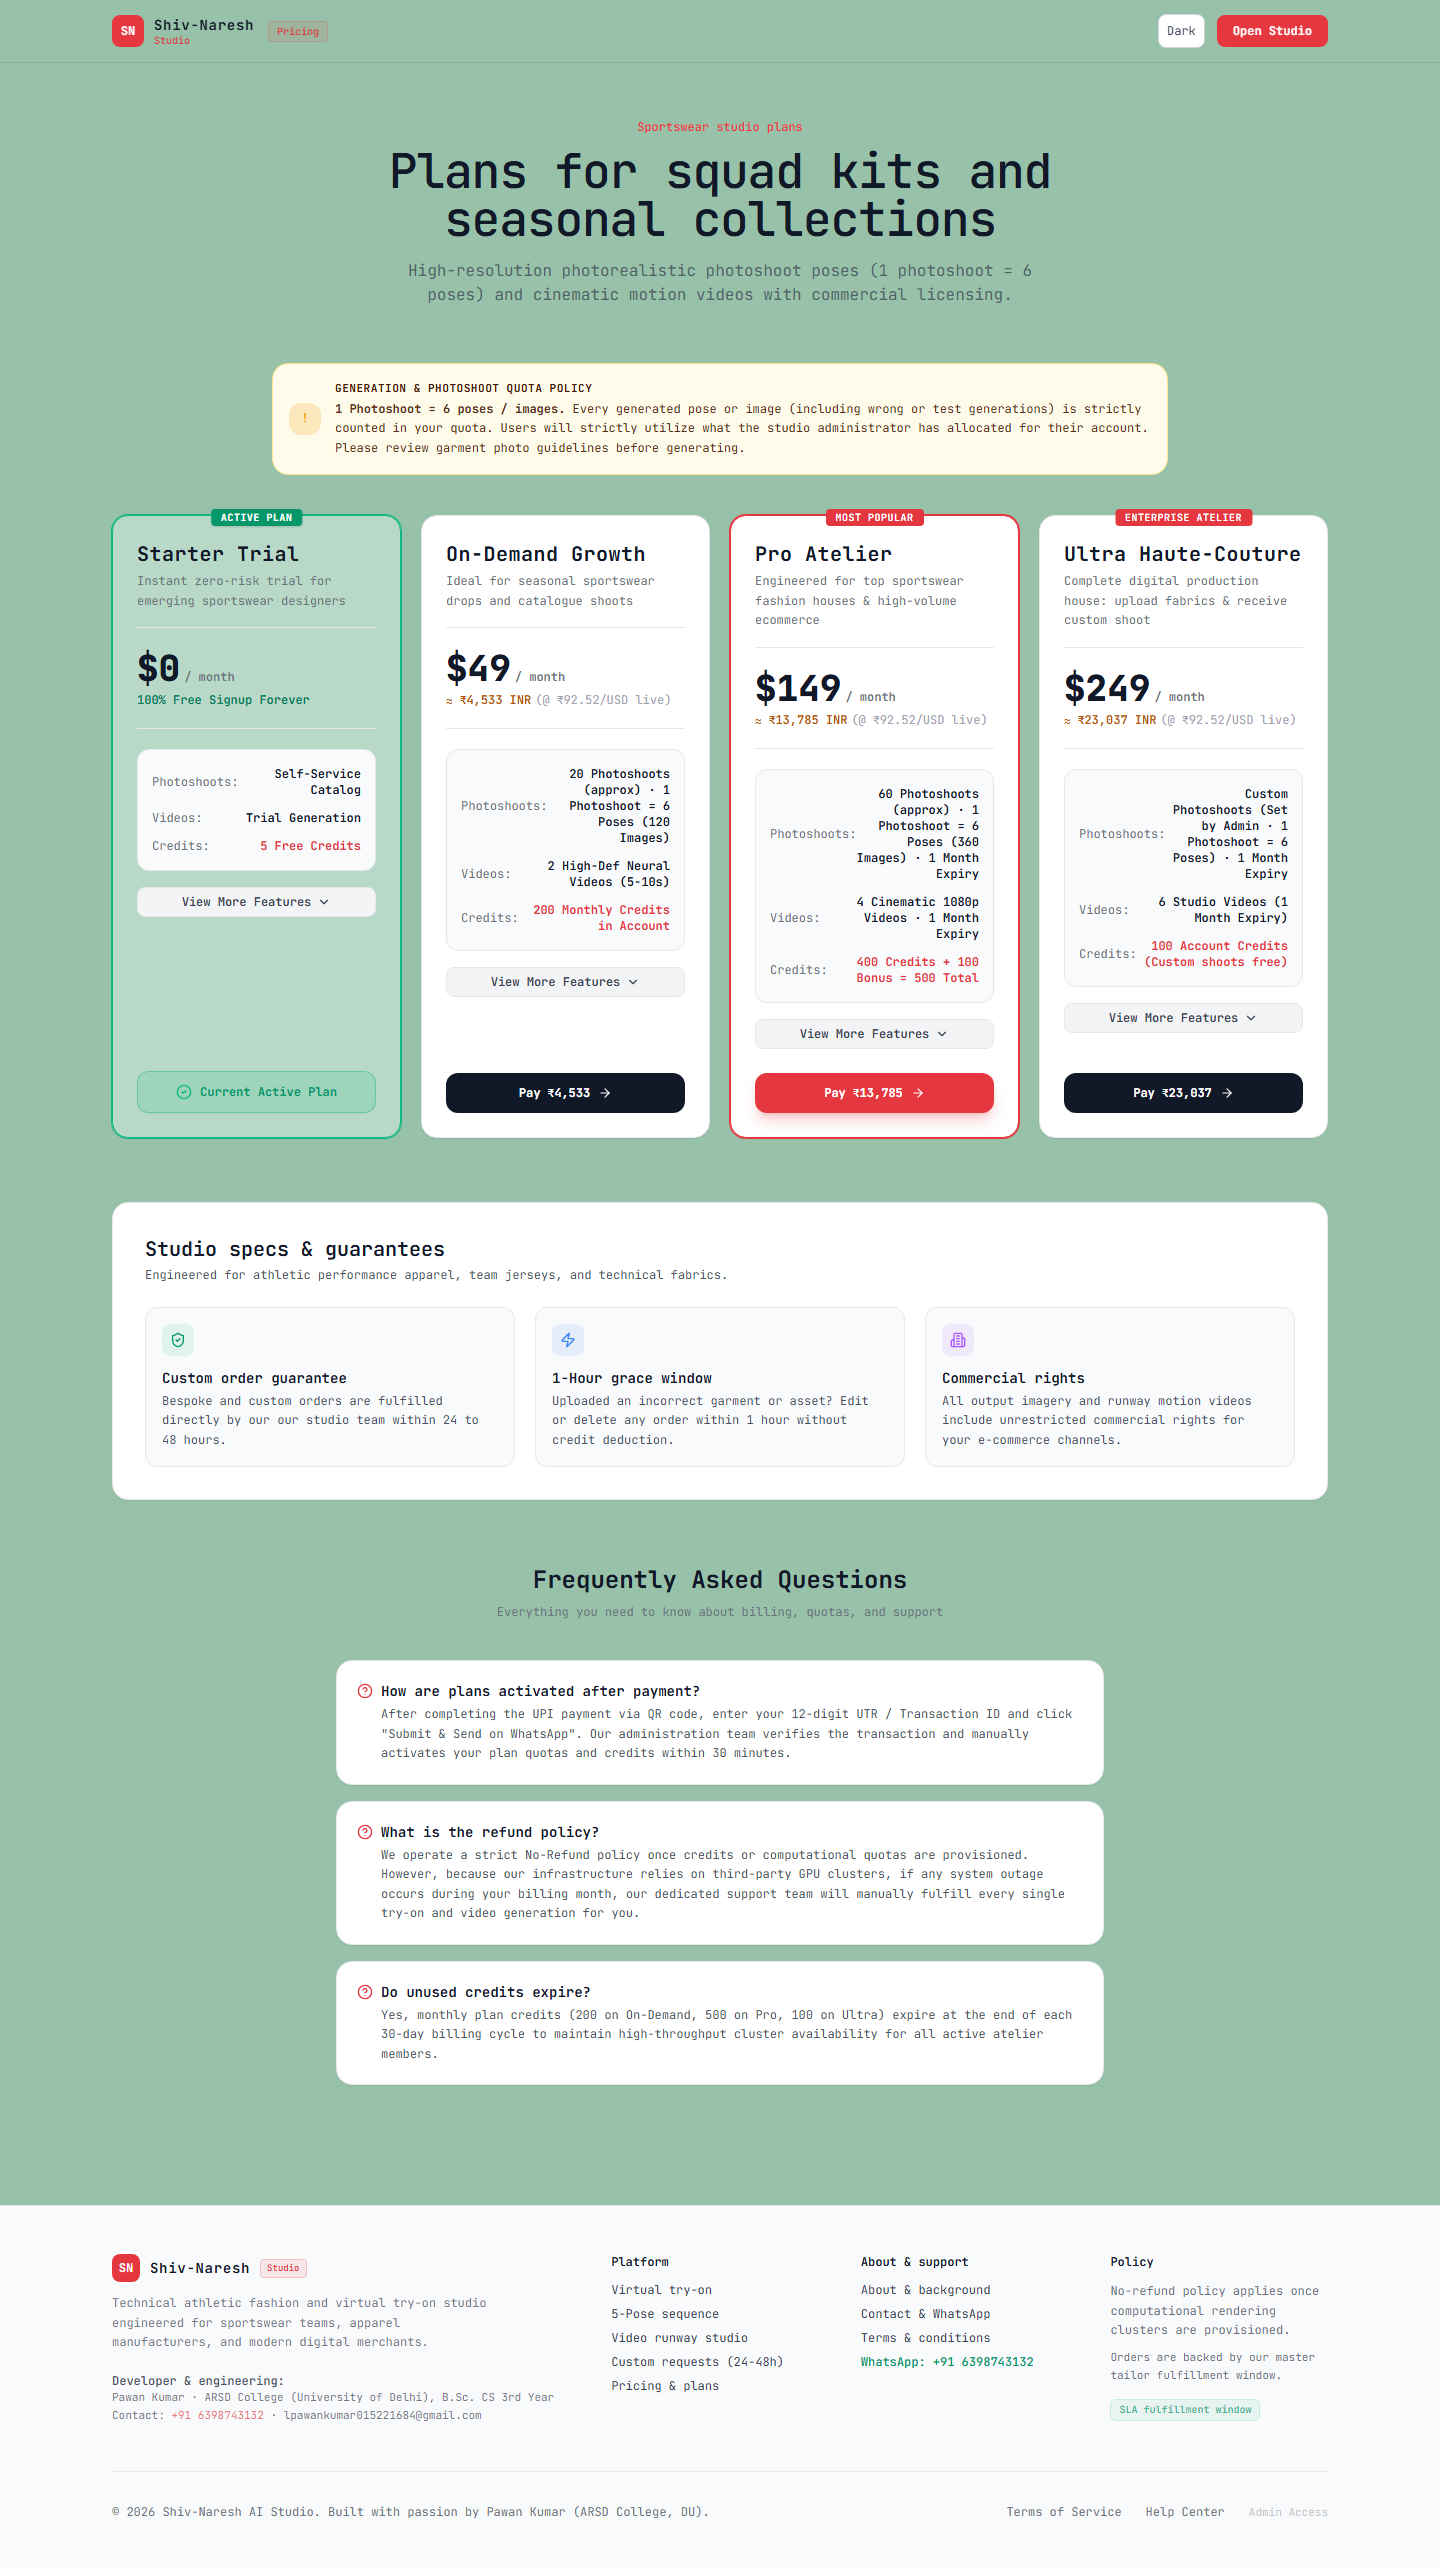 SN
Shiv-Naresh
Studio
Pricing
Dark
Open Studio
Sportswear studio plans
Plans for squad kits and
seasonal collections
High-resolution photorealistic photoshoot poses (1 photoshoot = 6
poses) and cinematic motion videos with commercial licensing.
!
GENERATION & PHOTOSHOOT QUOTA POLICY
1 Photoshoot = 6 poses / images. Every generated pose or image (including wrong or test generations) is strictly
counted in your quota. Users will strictly utilize what the studio administrator has allocated for their account.
Please review garment photo guidelines before generating.
ACTIVE PLAN
Starter Trial
Instant zero-risk trial for
emerging sportswear designers
$0 / month
100% Free Signup Forever
Photoshoots:
Self-Service
Catalog
Videos:
Trial Generation
Credits:
5 Free Credits
View More Features
Current Active Plan
On-Demand Growth
Ideal for seasonal sportswear
drops and catalogue shoots
$49 / month
≈ ₹4,533 INR (@ ₹92.52/USD live)
Photoshoots:
20 Photoshoots
(approx) · 1
Photoshoot = 6
Poses (120
Images)
Videos:
2 High-Def Neural
Videos (5-10s)
Credits:
200 Monthly Credits
in Account
View More Features
Pay ₹4,533 →
MOST POPULAR
Pro Atelier
Engineered for top sportswear
fashion houses & high-volume
ecommerce
$149 / month
≈ ₹13,785 INR (@ ₹92.52/USD live)
Photoshoots:
60 Photoshoots
(approx) · 1
Photoshoot = 6
Poses (360
Images) · 1 Month
Expiry
Videos:
4 Cinematic 1080p
Videos · 1 Month
Expiry
Credits:
400 Credits + 100
Bonus = 500 Total
View More Features
Pay ₹13,785 →
ENTERPRISE ATELIER
Ultra Haute-Couture
Complete digital production
house: upload fabrics & receive
custom shoot
$249 / month
≈ ₹23,037 INR (@ ₹92.52/USD live)
Photoshoots:
Custom
Photoshoots (Set
by Admin · 1
Photoshoot = 6
Poses) · 1 Month
Expiry
Videos:
6 Studio Videos (1
Month Expiry)
Credits:
100 Account Credits
(Custom shoots free)
View More Features
Pay ₹23,037 →
Studio specs & guarantees
Engineered for athletic performance apparel, team jerseys, and technical fabrics.
Custom order guarantee
Bespoke and custom orders are fulfilled
directly by our our studio team within 24 to
48 hours.
1-Hour grace window
Uploaded an incorrect garment or asset? Edit
or delete any order within 1 hour without
credit deduction.
Commercial rights
All output imagery and runway motion videos
include unrestricted commercial rights for
your e-commerce channels.
Frequently Asked Questions
Everything you need to know about billing, quotas, and support
How are plans activated after payment?
After completing the UPI payment via QR code, enter your 12-digit UTR / Transaction ID and click
"Submit & Send on WhatsApp". Our administration team verifies the transaction and manually
activates your plan quotas and credits within 30 minutes.
What is the refund policy?
We operate a strict No-Refund policy once credits or computational quotas are provisioned.
However, because our infrastructure relies on third-party GPU clusters, if any system outage
occurs during your billing month, our dedicated support team will manually fulfill every single
try-on and video generation for you.
Do unused credits expire?
Yes, monthly plan credits (200 on On-Demand, 500 on Pro, 100 on Ultra) expire at the end of each
30-day billing cycle to maintain high-throughput cluster availability for all active atelier
members.
SN
Shiv-Naresh
Studio
Technical athletic fashion and virtual try-on studio
engineered for sportswear teams, apparel
manufacturers, and modern digital merchants.
Developer & engineering:
Pawan Kumar · ARSD College (University of Delhi), B.Sc. CS 3rd Year
Contact: +91 6398743132 · lpawankumar015221684@gmail.com
Platform
Virtual try-on
5-Pose sequence
Video runway studio
Custom requests (24-48h)
Pricing & plans
About & support
About & background
Contact & WhatsApp
Terms & conditions
WhatsApp: +91 6398743132
Policy
No-refund policy applies once
computational rendering
clusters are provisioned.
Orders are backed by our master
tailor fulfillment window.
SLA fulfillment window
© 2026 Shiv-Naresh AI Studio. Built with passion by Pawan Kumar (ARSD College, DU).
Terms of Service
Help Center
Admin Access